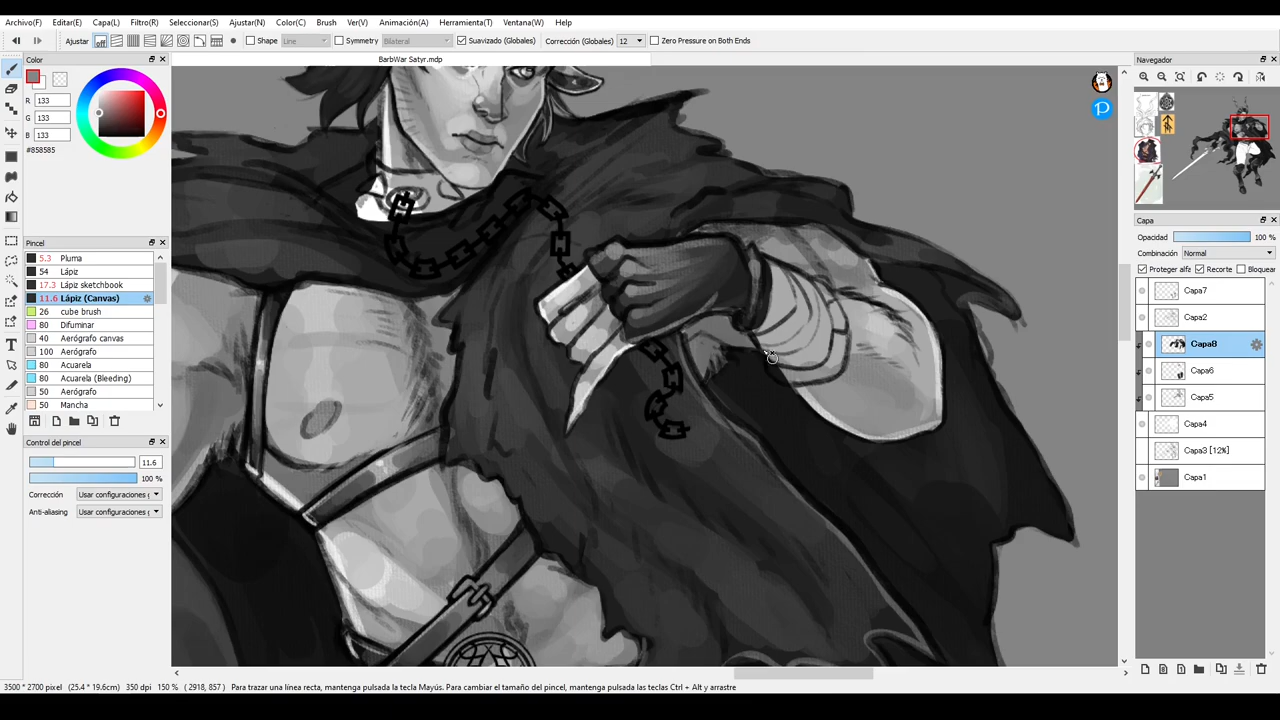 Archivo(F) Editar(E) Capa(L) Filtro(R) Seleccionar(S) Ajustar(N) Color(C) Brush Ver(V) Animación(A) Herramienta(T) Ventana(W) Help
Ajustar off Shape Line Symmetry Bilateral Suavizado (Globales) Corrección (Globales) 12 Zero Pressure on Both Ends
BarbWar Satyr.mdp
Color
R 133
G 133
B 133
#858585
Pincel
5.3 Pluma
54 Lápiz
17.3 Lápiz sketchbook
11.6 Lápiz (Canvas)
26 cube brush
80 Difuminar
40 Aerógrafo canvas
100 Aerógrafo
80 Acuarela
80 Acuarela (Bleeding)
50 Aerógrafo
50 Mancha
Control del pincel
11.6
100 %
Corrección Usar configuraciones g
Anti-aliasing Usar configuraciones g
Navegador
Capa
Opacidad 100 %
Combinación Normal
Proteger alfa Recorte Bloquear
Capa7
Capa2
Capa8
Capa6
Capa5
Capa4
Capa3 [12%]
Capa1
3500 * 2700 pixel (25.4 * 19.6cm) 350 dpi 150 % ( 2918, 857 ) Para trazar una línea recta, mantenga pulsada la tecla Mayús. Para cambiar el tamaño del pincel, mantenga pulsadas las teclas Ctrl + Alt y arrastre